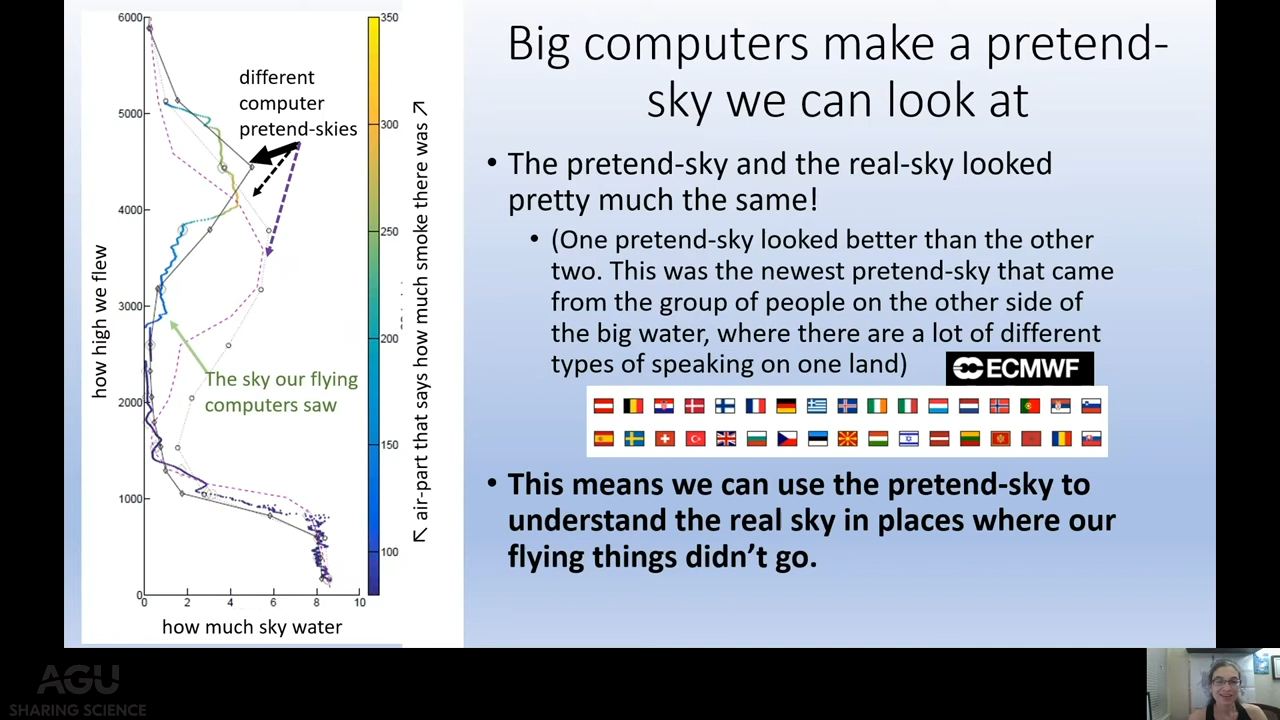 Big computers make a pretend-
sky we can look at
• The pretend-sky and the real-sky looked
pretty much the same!
• (One pretend-sky looked better than the other
two. This was the newest pretend-sky that came
from the group of people on the other side of
the big water, where there are a lot of different
types of speaking on one land)
ECMWF
• This means we can use the pretend-sky to
understand the real sky in places where our
flying things didn’t go.
6000
5000
4000
3000
2000
1000
0
how high we flew
0 2 4 6 8 10
how much sky water
different
computer
pretend-skies
The sky our flying
computers saw
350
300
250
200
150
100
air-part that says how much smoke there was
AGU
SHARING SCIENCE